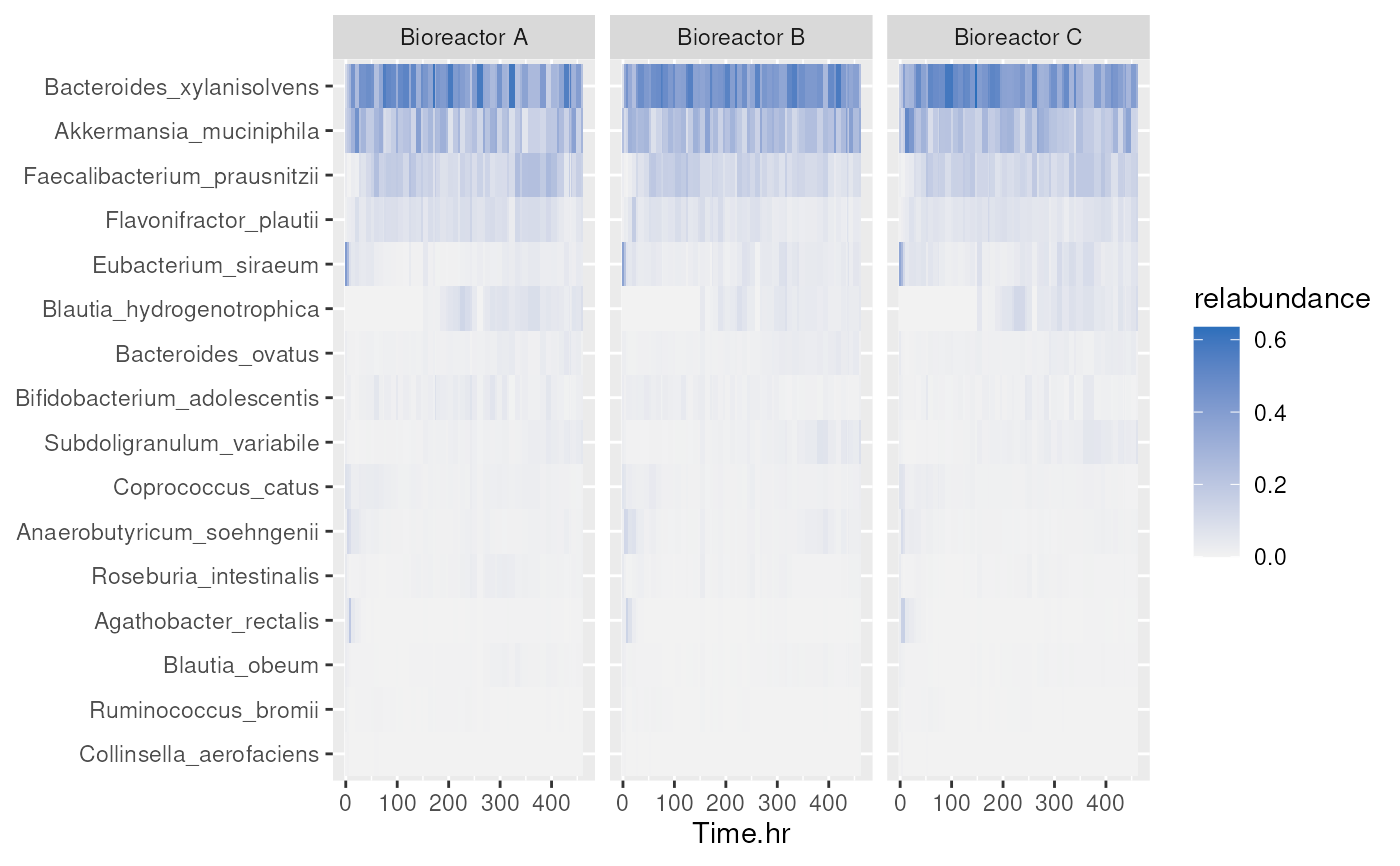 Bioreactor A
Bioreactor B
Bioreactor C
Bacteroides_xylanisolvens
Akkermansia_muciniphila
Faecalibacterium_prausnitzii
Flavonifractor_plautii
Eubacterium_siraeum
Blautia_hydrogenotrophica
Bacteroides_ovatus
Bifidobacterium_adolescentis
Subdoligranulum_variabile
Coprococcus_catus
Anaerobutyricum_soehngenii
Roseburia_intestinalis
Agathobacter_rectalis
Blautia_obeum
Ruminococcus_bromii
Collinsella_aerofaciens
0 100 200 300 400
0 100 200 300 400
0 100 200 300 400
Time.hr
relabundance
0.6
0.4
0.2
0.0